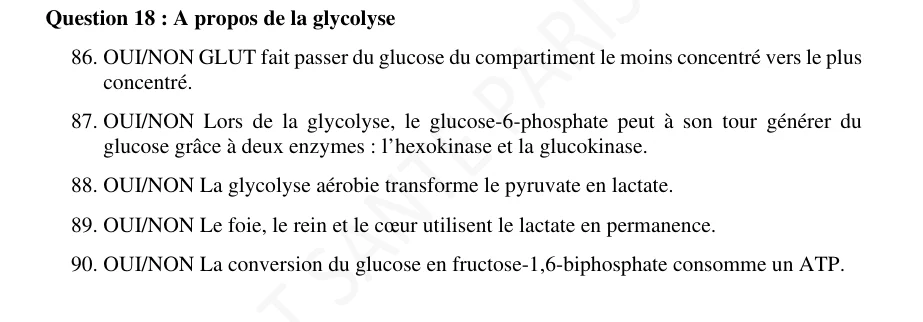 Question 18 : A propos de la glycolyse
86. OUI/NON GLUT fait passer du glucose du compartiment le moins concentré vers le plus
concentré.
87. OUI/NON Lors de la glycolyse, le glucose-6-phosphate peut à son tour générer du
glucose grâce à deux enzymes : l'hexokinase et la glucokinase.
88. OUI/NON La glycolyse aérobie transforme le pyruvate en lactate.
89. OUI/NON Le foie, le rein et le cœur utilisent le lactate en permanence.
90. OUI/NON La conversion du glucose en fructose-1,6-biphosphate consomme un ATP.